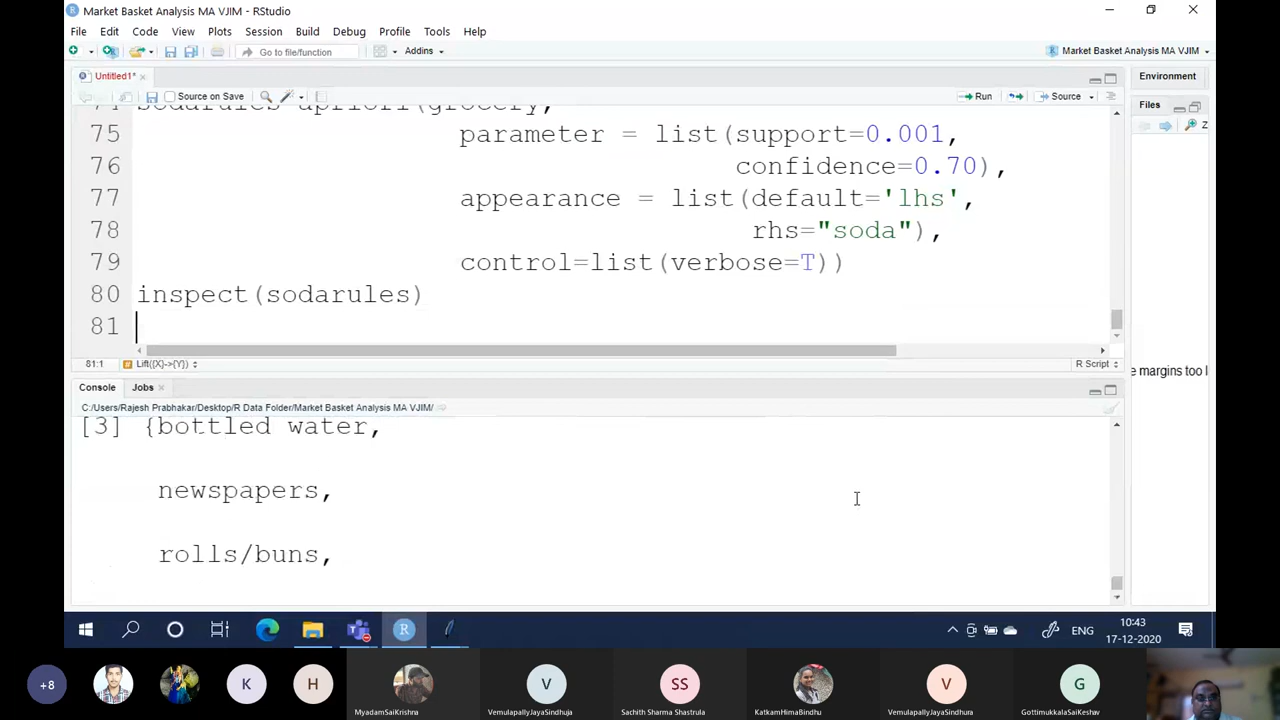 Market Basket Analysis MA VJIM - RStudio
File Edit Code View Plots Session Build Debug Profile Tools Help
Go to file/function Addins Market Basket Analysis MA VJIM
Untitled1* Environment
Source on Save Run Source Files
75 parameter = list(support=0.001,
76 confidence=0.70),
77 appearance = list(default='lhs',
78 rhs="soda"),
79 control=list(verbose=T))
80 inspect(sodarules)
81
81:1 Lift({X}->{Y}) R Script
e margins too l
Console Jobs
C:/Users/Rajesh Prabhakar/Desktop/R Data Folder/Market Basket Analysis MA VJIM/
[3] {bottled water,
newspapers,
rolls/buns,
ENG 10:43
17-12-2020
+8 K H V SS V G
MyadamSaiKrishna VemulapallyJayaSindhuja Sachith Sharma Shastrula KatkamHimaBindhu VemulapallyJayaSindhura GottimukkalaSaiKeshav